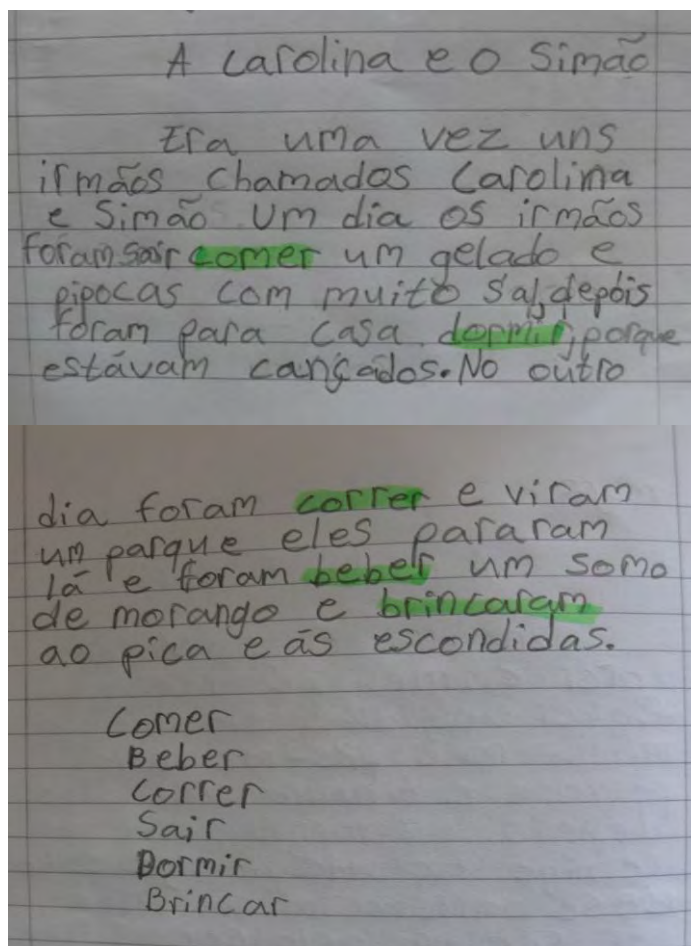 A Carolina e o Simão
Era uma vez uns
irmãos chamados Carolina
e Simão Um dia os irmãos
foram sair comer um gelado e
pipocas com muito sal, depois
foram para casa dormir, porque
estávam cançados. No outro
dia foram correr e viram
um parque eles pararam
lá e foram beber um somo
de morango e brincaram
ao pica e ás escondidas.
Comer
Beber
Correr
Sair
Dormir
Brincar